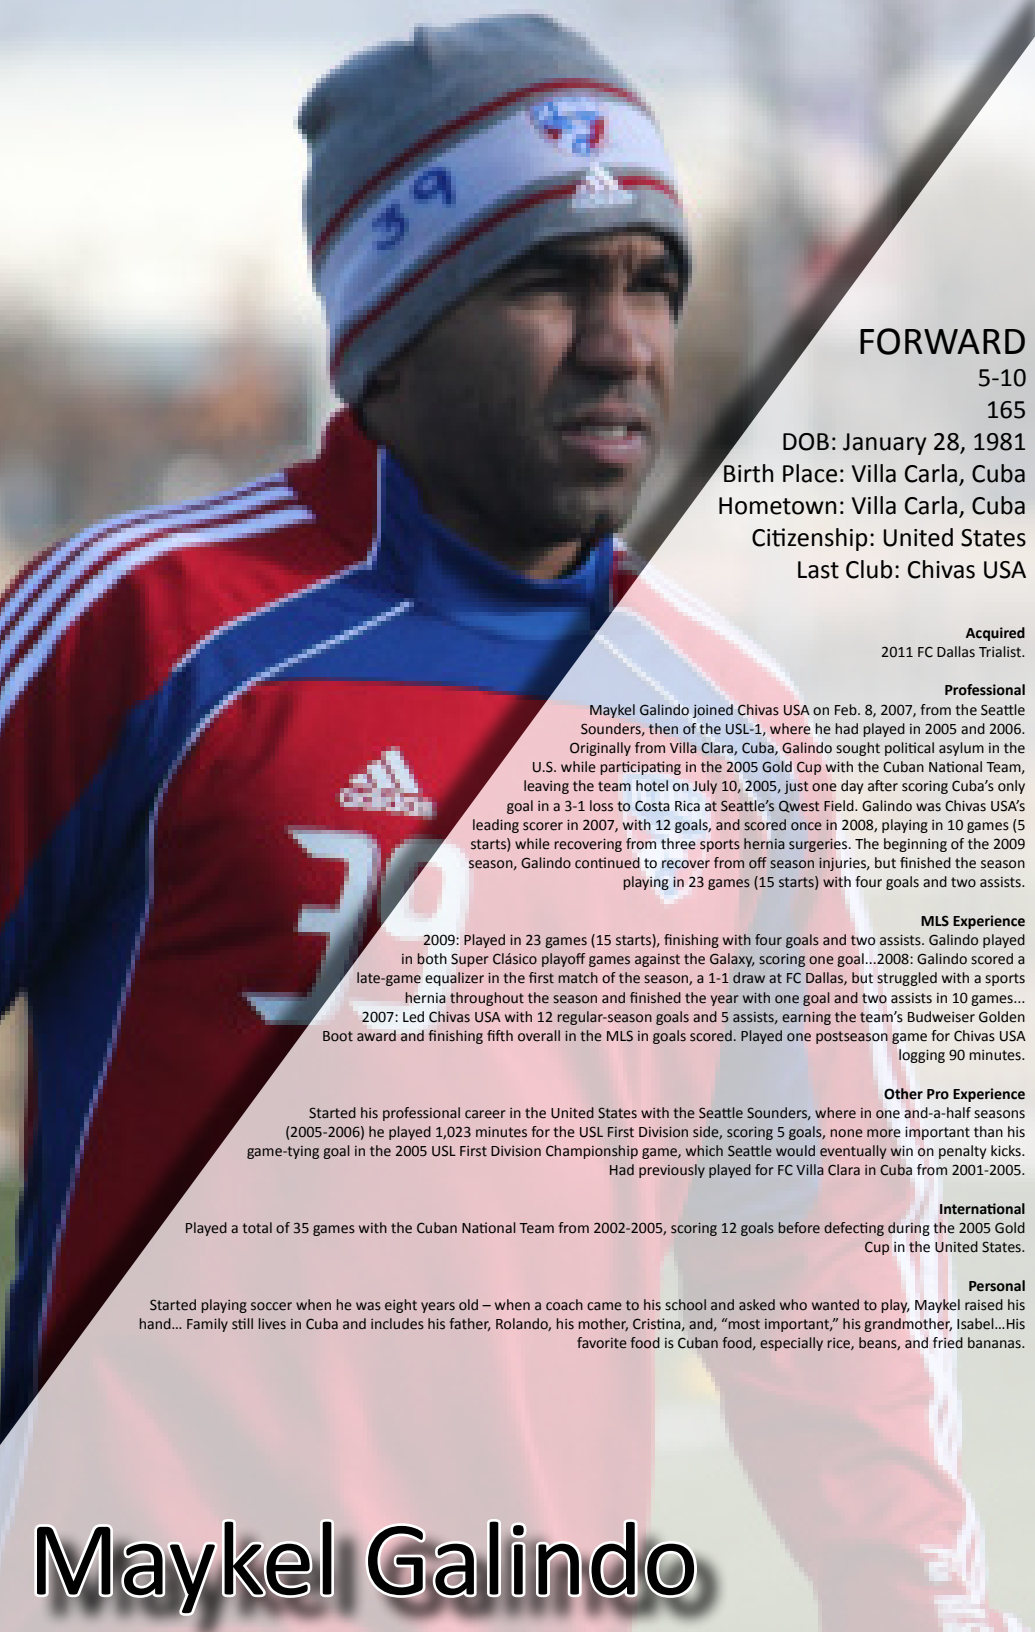 39
adidas
39
FORWARD
5-10
165
DOB: January 28, 1981
Birth Place: Villa Carla, Cuba
Hometown: Villa Carla, Cuba
Citizenship: United States
Last Club: Chivas USA
Acquired
2011 FC Dallas Trialist.
Professional
Maykel Galindo joined Chivas USA on Feb. 8, 2007, from the Seattle
Sounders, then of the USL-1, where he had played in 2005 and 2006.
Originally from Villa Clara, Cuba, Galindo sought political asylum in the
U.S. while participating in the 2005 Gold Cup with the Cuban National Team,
leaving the team hotel on July 10, 2005, just one day after scoring Cuba’s only
goal in a 3-1 loss to Costa Rica at Seattle’s Qwest Field. Galindo was Chivas USA’s
leading scorer in 2007, with 12 goals, and scored once in 2008, playing in 10 games (5
starts) while recovering from three sports hernia surgeries. The beginning of the 2009
season, Galindo continued to recover from off season injuries, but finished the season
playing in 23 games (15 starts) with four goals and two assists.
MLS Experience
2009: Played in 23 games (15 starts), finishing with four goals and two assists. Galindo played
in both Super Clásico playoff games against the Galaxy, scoring one goal...2008: Galindo scored a
late-game equalizer in the first match of the season, a 1-1 draw at FC Dallas, but struggled with a sports
hernia throughout the season and finished the year with one goal and two assists in 10 games...
2007: Led Chivas USA with 12 regular-season goals and 5 assists, earning the team’s Budweiser Golden
Boot award and finishing fifth overall in the MLS in goals scored. Played one postseason game for Chivas USA
logging 90 minutes.
Other Pro Experience
Started his professional career in the United States with the Seattle Sounders, where in one and-a-half seasons
(2005-2006) he played 1,023 minutes for the USL First Division side, scoring 5 goals, none more important than his
game-tying goal in the 2005 USL First Division Championship game, which Seattle would eventually win on penalty kicks.
Had previously played for FC Villa Clara in Cuba from 2001-2005.
International
Played a total of 35 games with the Cuban National Team from 2002-2005, scoring 12 goals before defecting during the 2005 Gold
Cup in the United States.
Personal
Started playing soccer when he was eight years old – when a coach came to his school and asked who wanted to play, Maykel raised his
hand... Family still lives in Cuba and includes his father, Rolando, his mother, Cristina, and, “most important,” his grandmother, Isabel...His
favorite food is Cuban food, especially rice, beans, and fried bananas.
Maykel Galindo